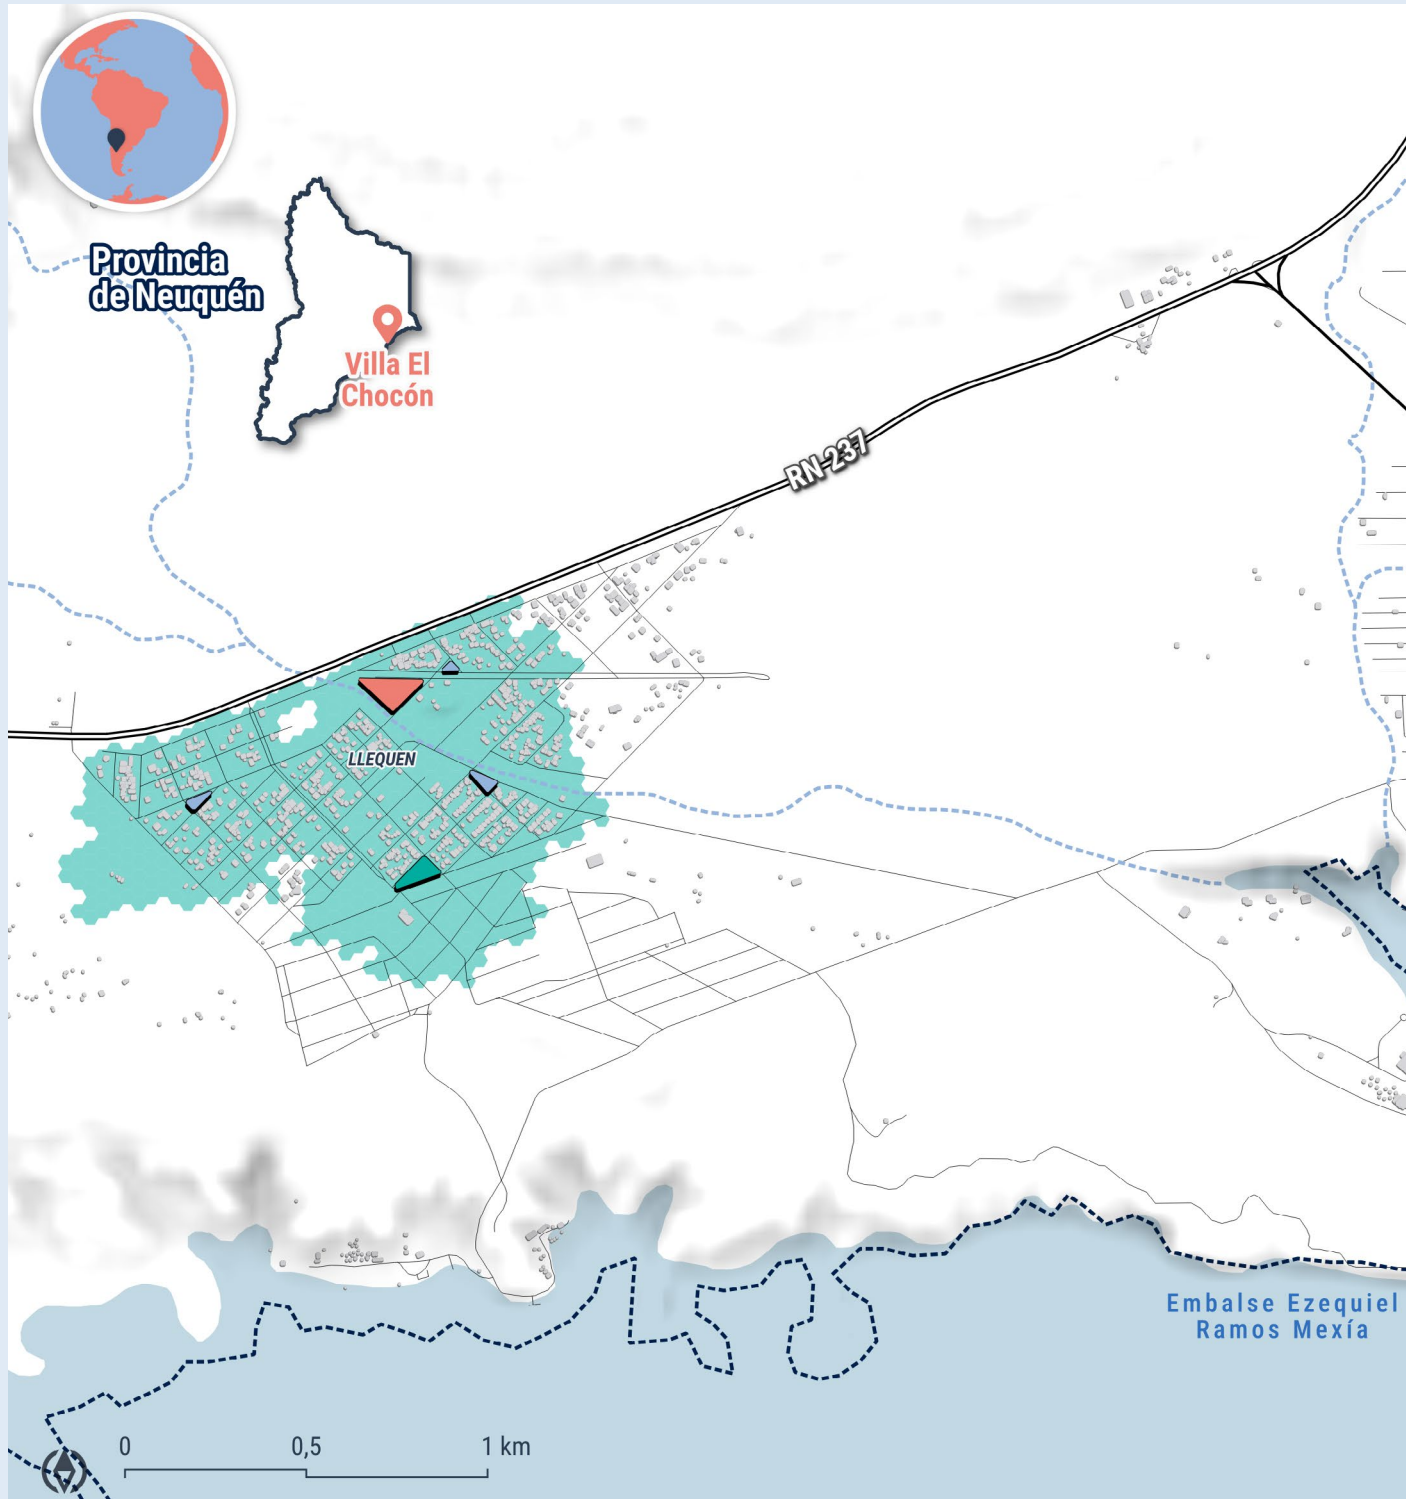 Provincia
de Neuquén
Villa El
Chocón
RN 237
LLEQUEN
Embalse Ezequiel
Ramos Mexía
0 0,5 1 km